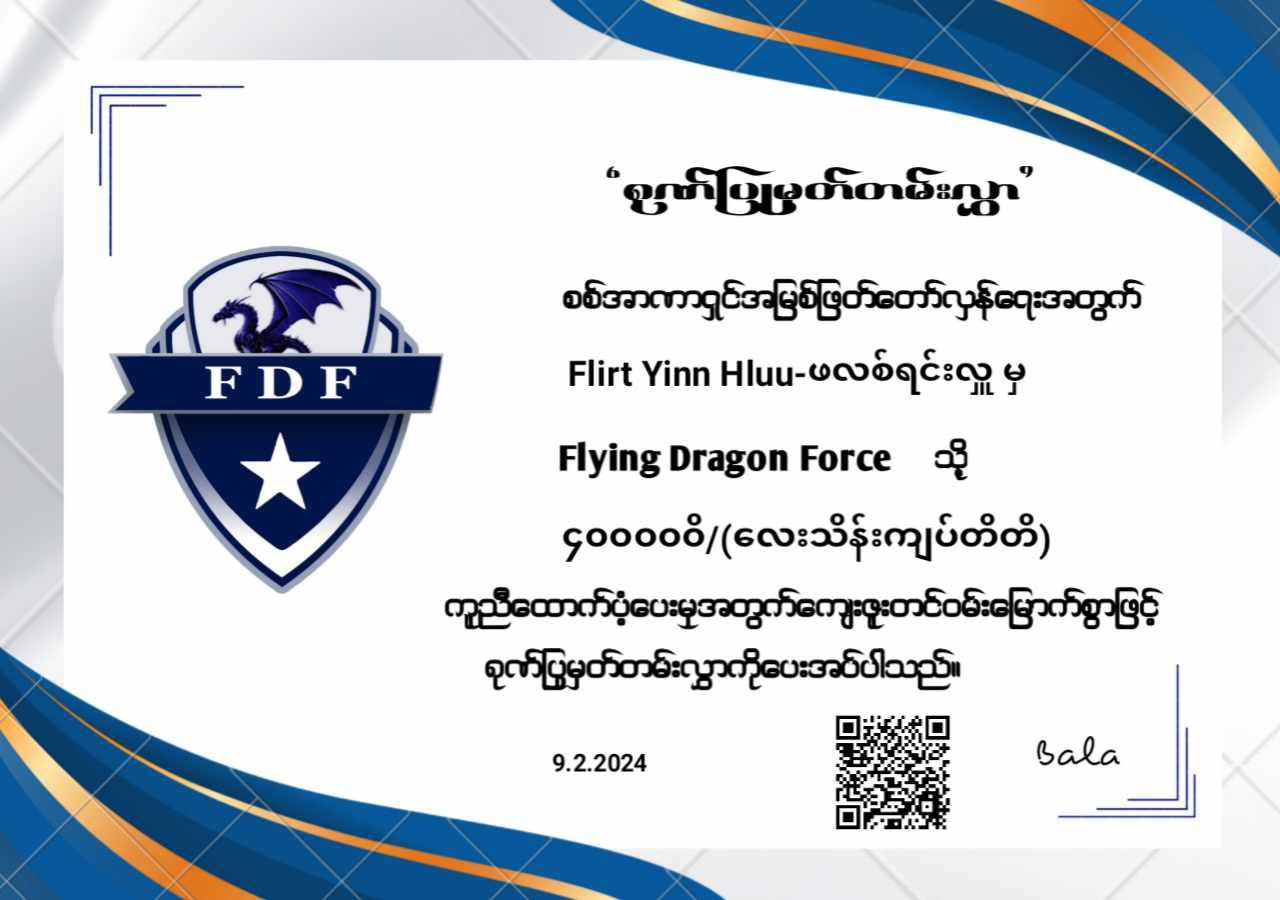 ‘ဂုဏ်ပြုမှတ်တမ်းလွှာ’
စစ်အာဏာရှင်အမြစ်ဖြတ်တော်လှန်ရေးအတွက်
Flirt Yinn Hluu-ဖလစ်ရင်းလှူ မှ
FDF
Flying Dragon Force သို့
၄၀၀၀၀၀ိ/(လေးသိန်းကျပ်တိတိ)
ကူညီထောက်ပံ့ပေးမှုအတွက်ကျေးဇူးတင်ဝမ်းမြောက်စွာဖြင့်
ဂုဏ်ပြုမှတ်တမ်းလွှာကိုပေးအပ်ပါသည်။
9.2.2024
Bala